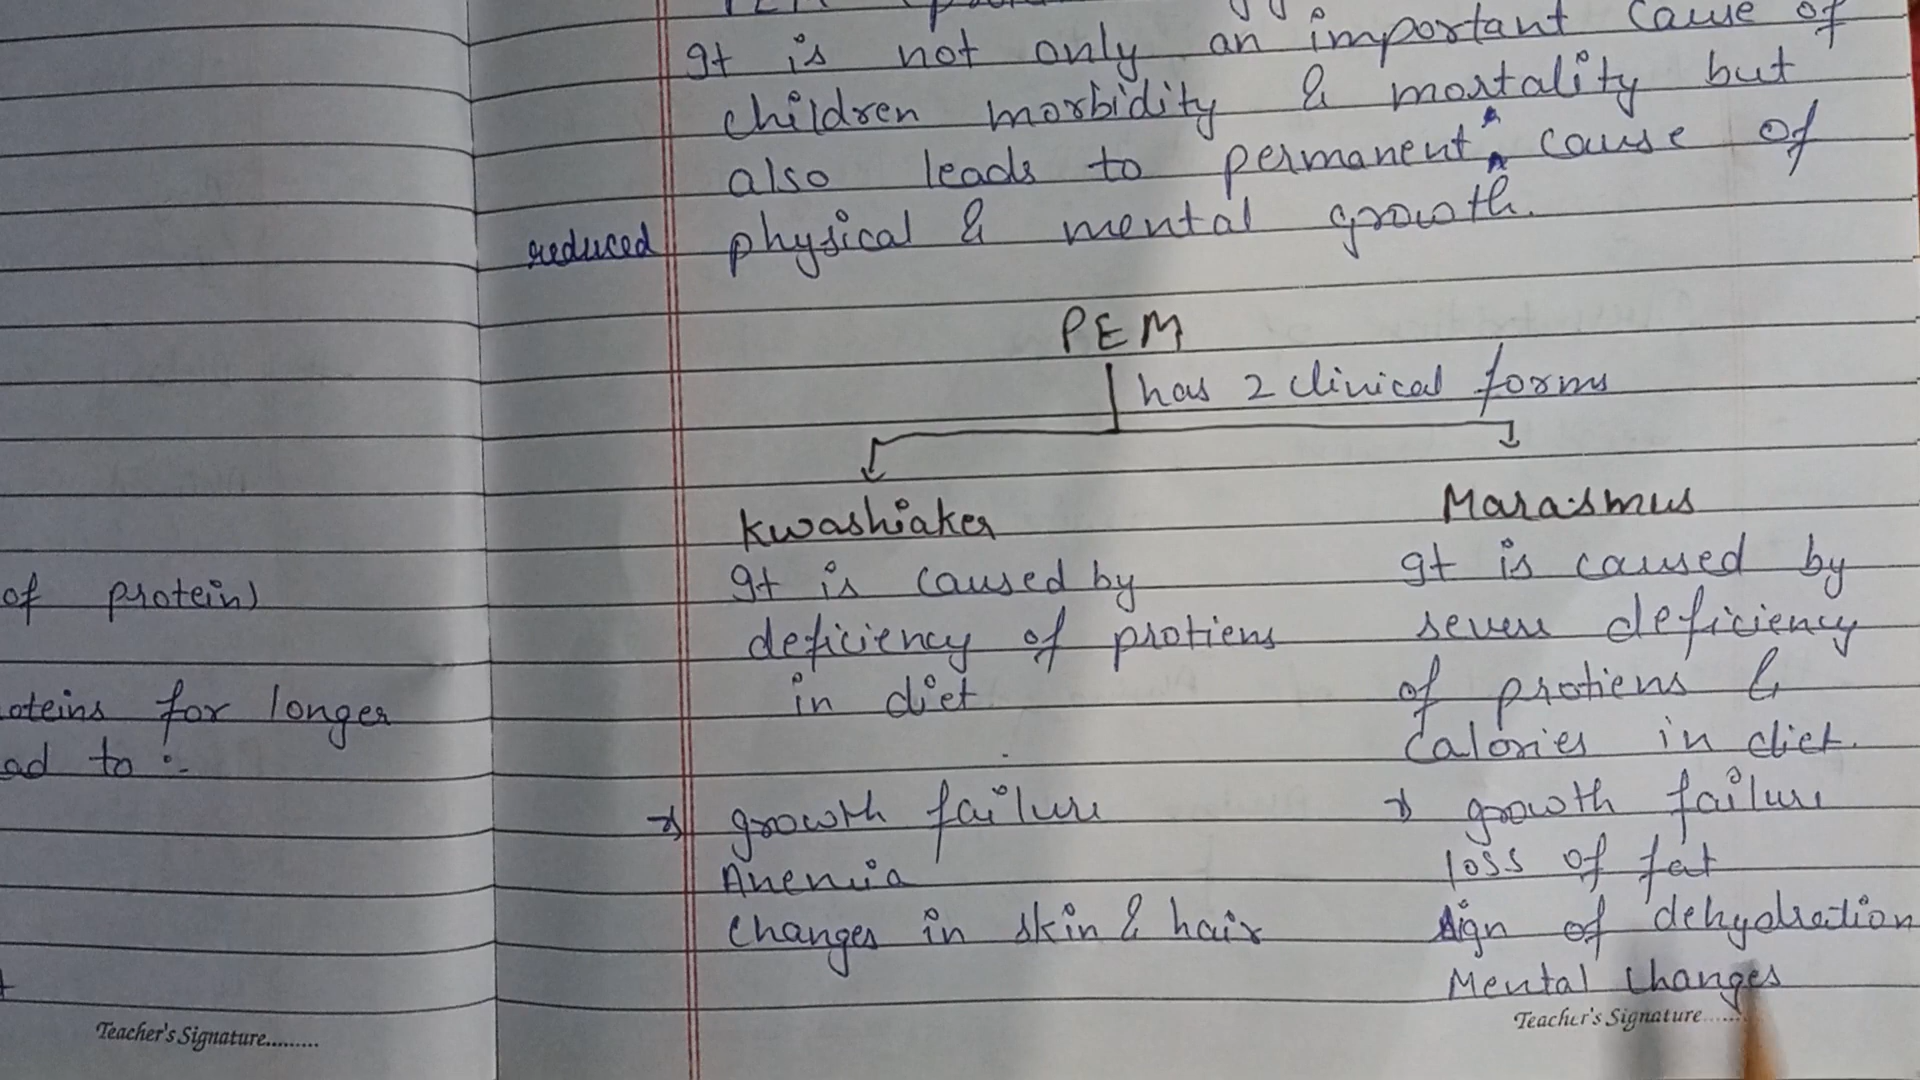 It is not only an important cause of
children morbidity & mortality but
also leads to permanent cause of
reduced physical & mental growth.
PEM
has 2 clinical forms
Kwashiaker
It is caused by
deficiency of protiens
in diet
growth failure
Anemia
Changes in skin & hair
Marasmus
It is caused by
severe deficiency
of protiens &
Calories in diet.
growth failure
loss of fat
sign of dehydration
Mental Changes
Teacher's Signature........
of protein)
oteins for longer
ad to :-
Teacher's Signature.........